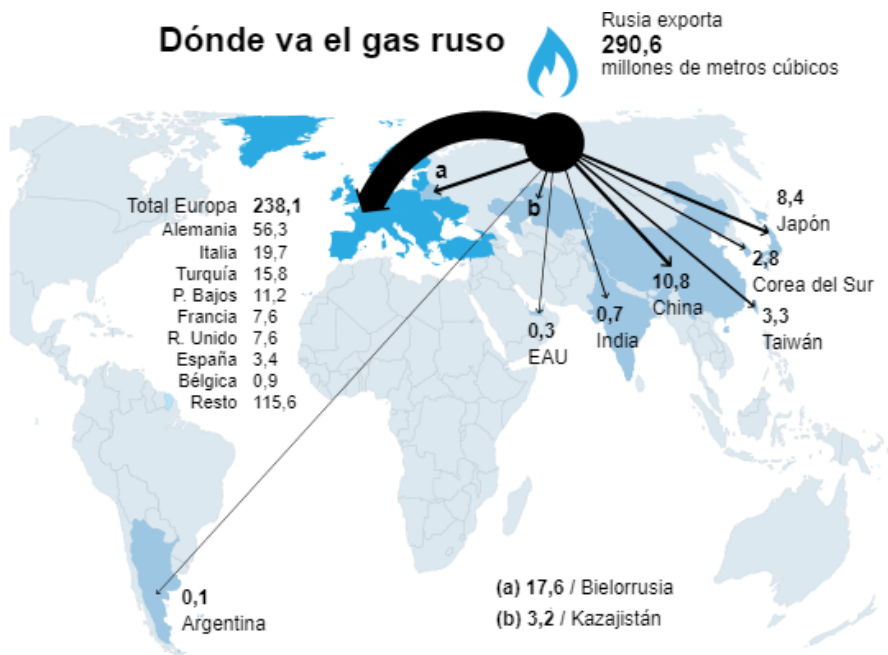 Dónde va el gas ruso
Rusia exporta
290,6
millones de metros cúbicos
Total Europa 238,1
Alemania 56,3
Italia 19,7
Turquía 15,8
P. Bajos 11,2
Francia 7,6
R. Unido 7,6
España 3,4
Bélgica 0,9
Resto 115,6
a
b
8,4
Japón
2,8
Corea del Sur
10,8
China
3,3
Taiwán
0,7
India
0,3
EAU
0,1
Argentina
(a) 17,6 / Bielorrusia
(b) 3,2 / Kazajistán